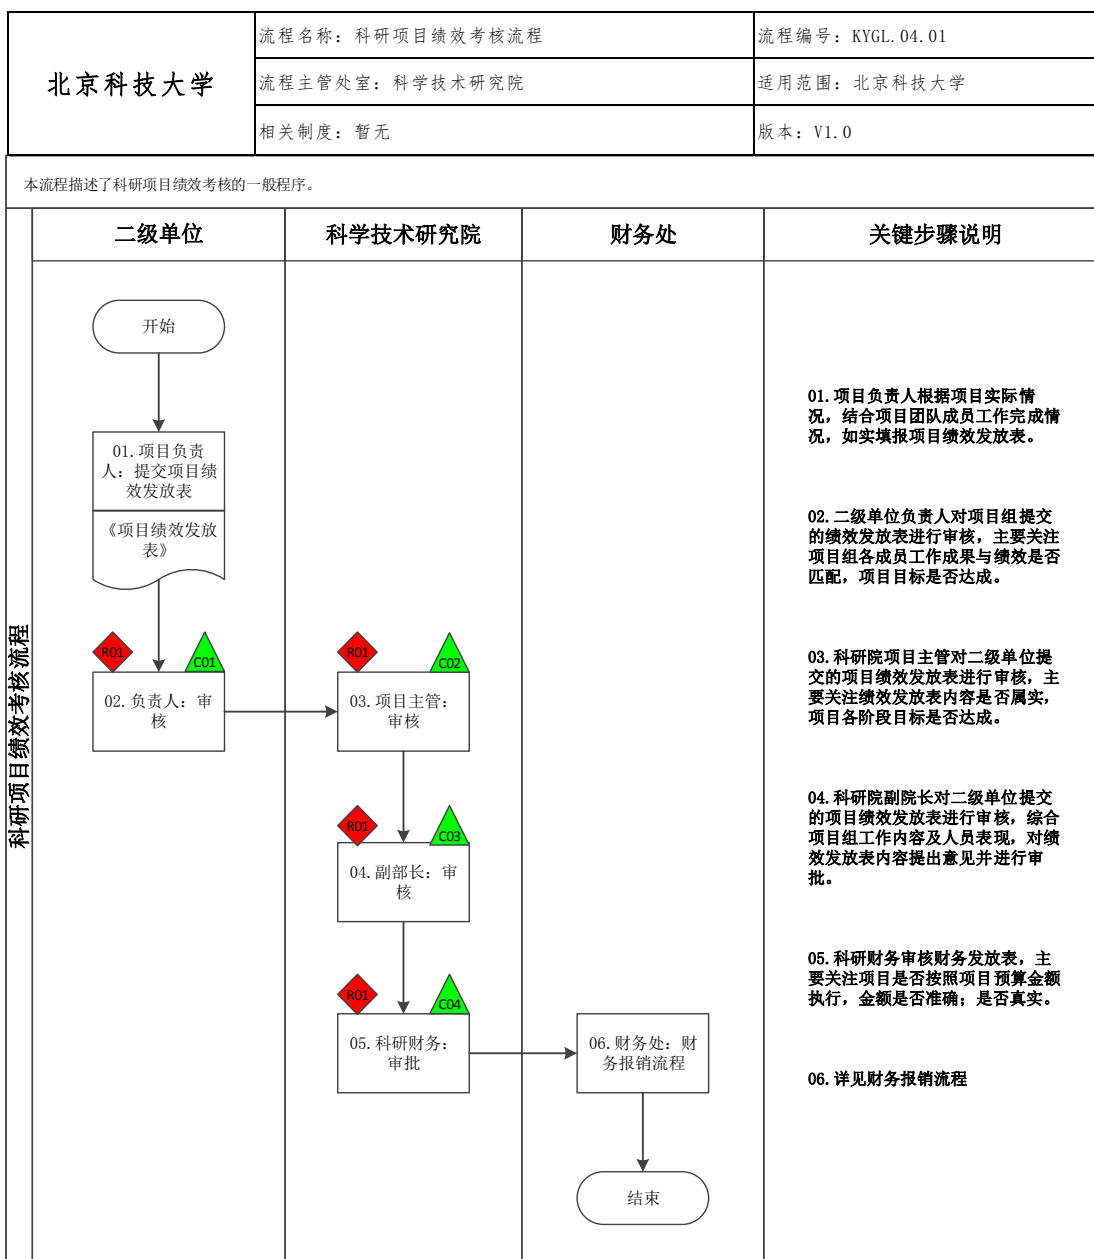 北京科技大学
流程名称：科研项目绩效考核流程
流程编号：KYGL.04.01
流程主管处室：科学技术研究院
适用范围：北京科技大学
相关制度：暂无
版本：V1.0
本流程描述了科研项目绩效考核的一般程序。
科研项目绩效考核流程
二级单位
科学技术研究院
财务处
关键步骤说明
开始
01.项目负责
人：提交项目绩
效发放表
《项目绩效发放
表》
R01
C01
02.负责人：审
核
R01
C02
03.项目主管：
审核
R01
C03
04.副部长：审
核
R01
C04
05.科研财务：
审批
06.财务处：财
务报销流程
结束
01.项目负责人根据项目实际情
况，结合项目团队成员工作完成情
况，如实填报项目绩效发放表。
02.二级单位负责人对项目组提交
的绩效发放表进行审核，主要关注
项目组各成员工作成果与绩效是否
匹配，项目目标是否达成。
03.科研院项目主管对二级单位提
交的项目绩效发放表进行审核，主
要关注绩效发放表内容是否属实，
项目各阶段目标是否达成。
04.科研院副院长对二级单位提交
的项目绩效发放表进行审核，综合
项目组工作内容及人员表现，对绩
效发放表内容提出意见并进行审
批。
05.科研财务审核财务发放表，主
要关注项目是否按照项目预算金额
执行，金额是否准确；是否真实。
06.详见财务报销流程